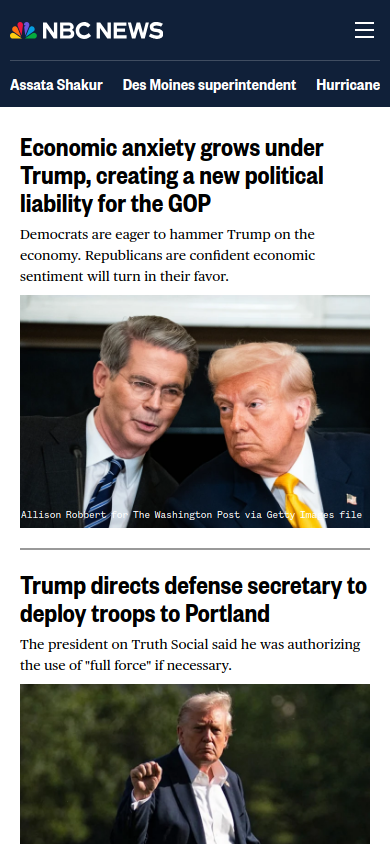 NBC NEWS
Assata Shakur Des Moines superintendent Hurricane
Economic anxiety grows under
Trump, creating a new political
liability for the GOP
Democrats are eager to hammer Trump on the
economy. Republicans are confident economic
sentiment will turn in their favor.
Allison Robbert for The Washington Post via Getty Images file
Trump directs defense secretary to
deploy troops to Portland
The president on Truth Social said he was authorizing
the use of "full force" if necessary.